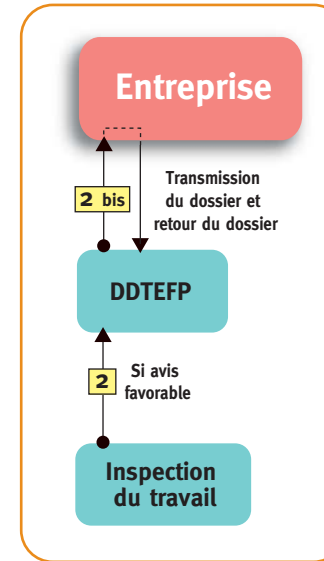 Entreprise
2 bis
Transmission
du dossier et
retour du dossier
DDTEFP
2
Si avis
favorable
Inspection
du travail